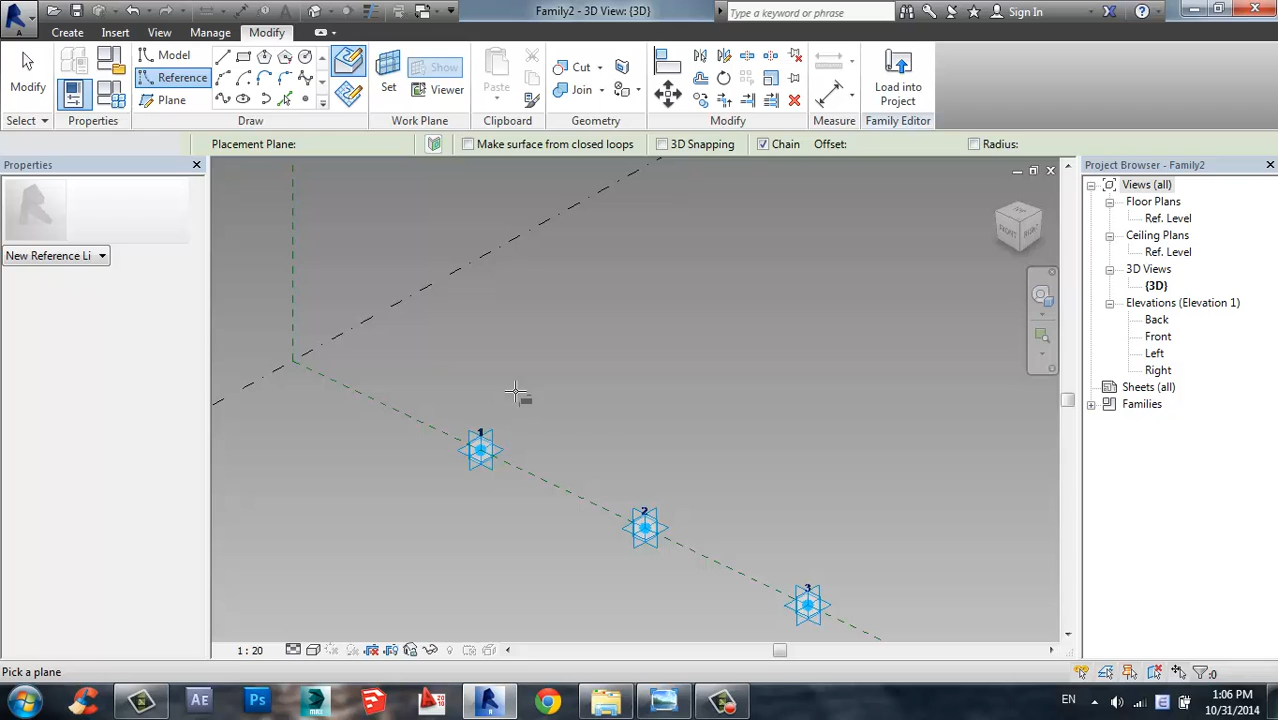 Family2 - 3D View: {3D}
Type a keyword or phrase
Sign In
Create
Insert
View
Manage
Modify
Modify
Select
Properties
Model
Reference
Plane
Draw
Set
Show
Viewer
Work Plane
Paste
Clipboard
Cut
Join
Geometry
Modify
Measure
Load into
Project
Family Editor
Placement Plane:
Make surface from closed loops
3D Snapping
Chain
Offset:
Radius:
Properties
New Reference Li
FRONT
1
2
3
Project Browser - Family2
Views (all)
Floor Plans
Ref. Level
Ceiling Plans
Ref. Level
3D Views
{3D}
Elevations (Elevation 1)
Back
Front
Left
Right
Sheets (all)
Families
1 : 20
Pick a plane
:0
Ae
Ps
EN
1:06 PM
10/31/2014